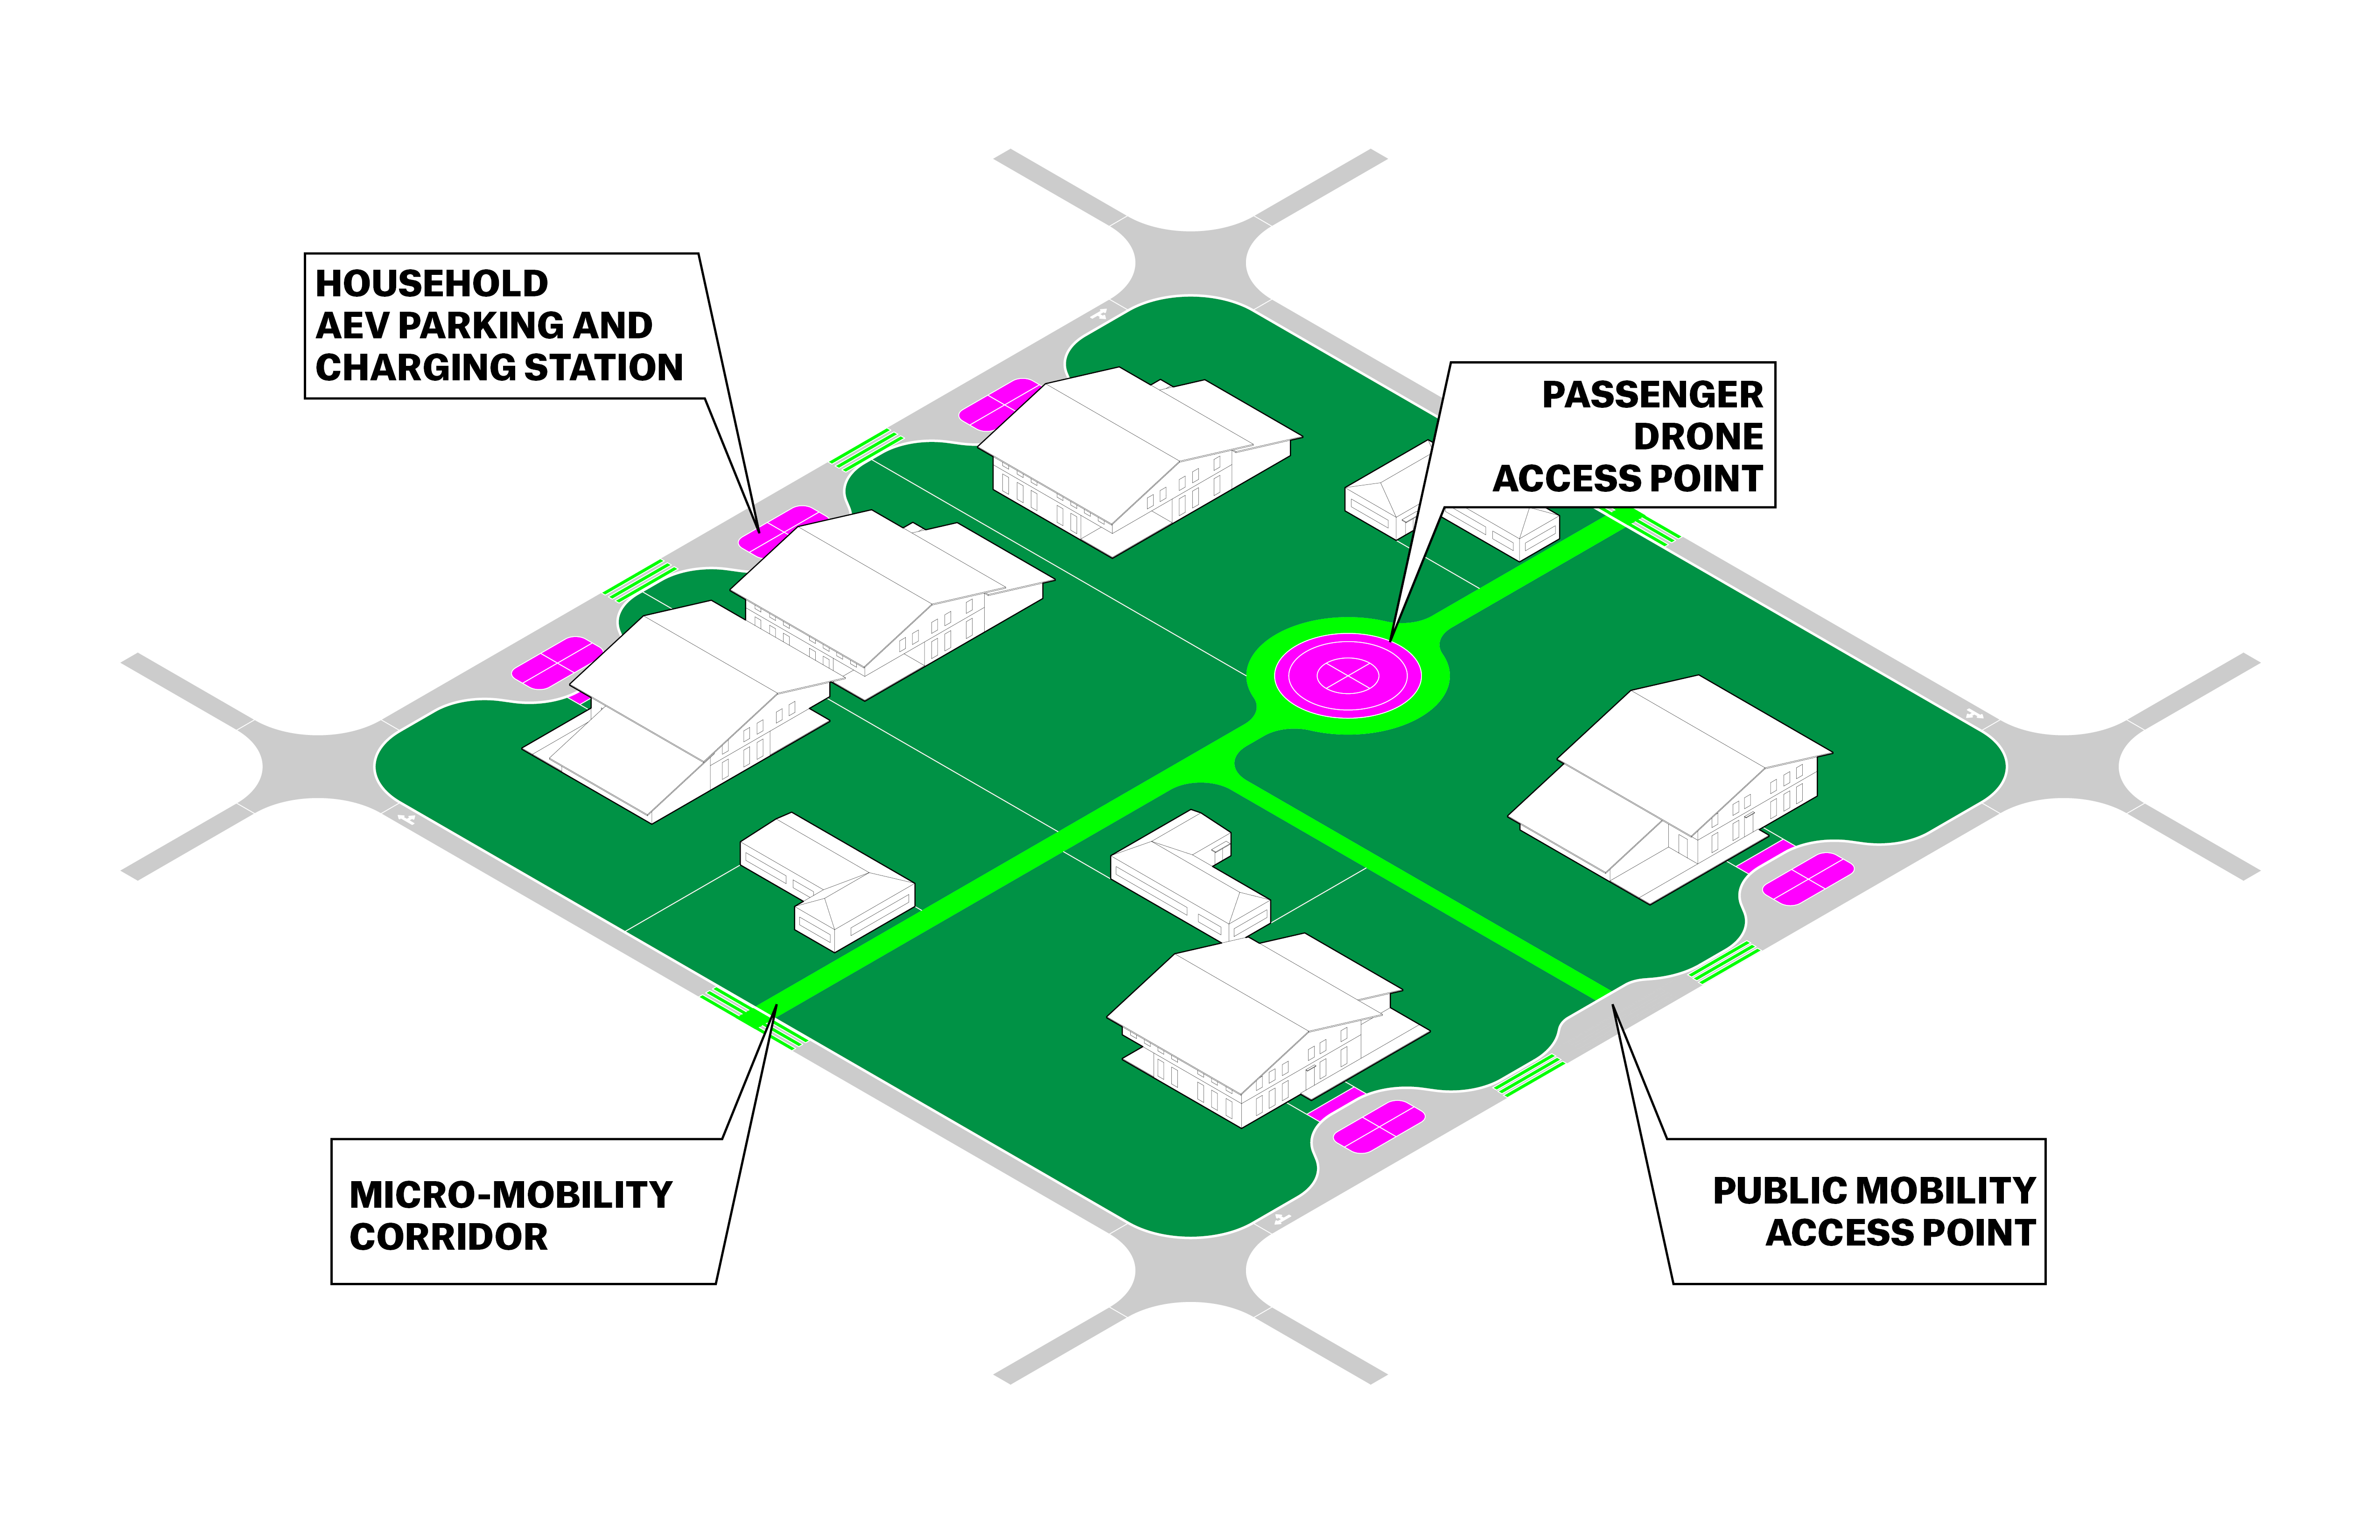 HOUSEHOLD
AEV PARKING AND
CHARGING STATION
PASSENGER
DRONE
ACCESS POINT
MICRO-MOBILITY
CORRIDOR
PUBLIC MOBILITY
ACCESS POINT